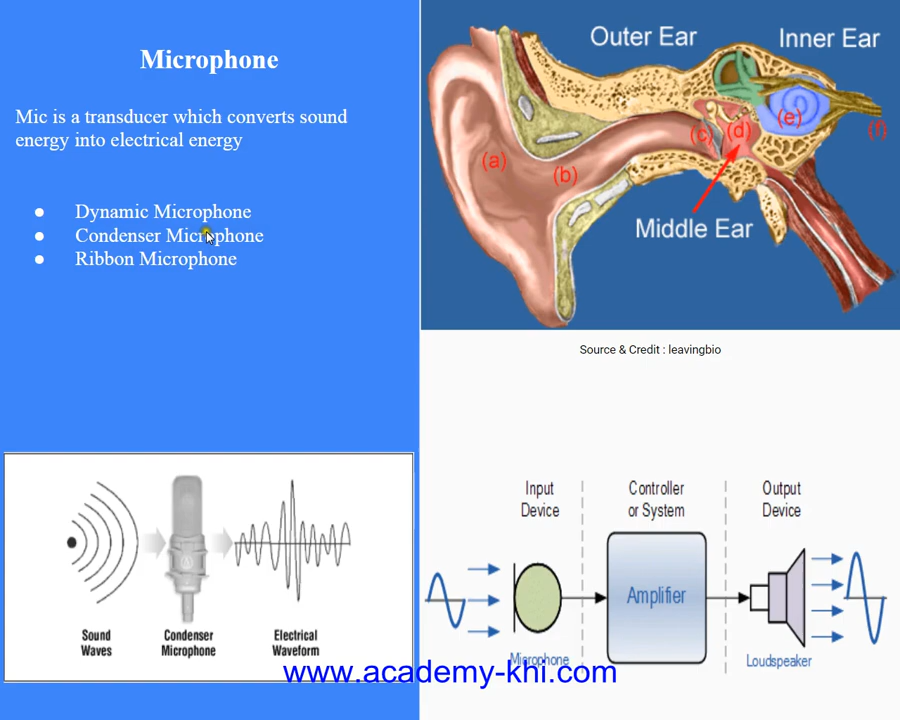 Microphone
Mic is a transducer which converts sound
energy into electrical energy
● Dynamic Microphone
● Condenser Microphone
● Ribbon Microphone
Sound
Waves
Condenser
Microphone
Electrical
Waveform
Outer Ear
Inner Ear
(a)
(b)
(c)
(d)
(e)
(f)
Middle Ear
Source & Credit : leavingbio
Input
Device
Controller
or System
Output
Device
Amplifier
Microphone
Loudspeaker
www.academy-khi.com